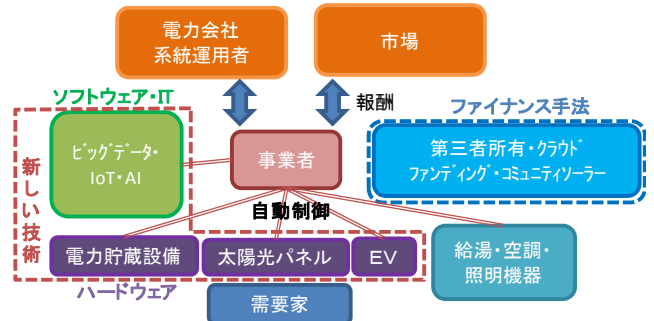 電力会社
系統運用者
市場
ソフトウェア・IT
報酬
ファイナンス手法
新しい技術
ビッグデータ・
IoT・AI
事業者
第三者所有・クラウド
ファンディング・コミュニティソーラー
自動制御
電力貯蔵設備
太陽光パネル
EV
給湯・空調・
照明機器
ハードウェア
需要家